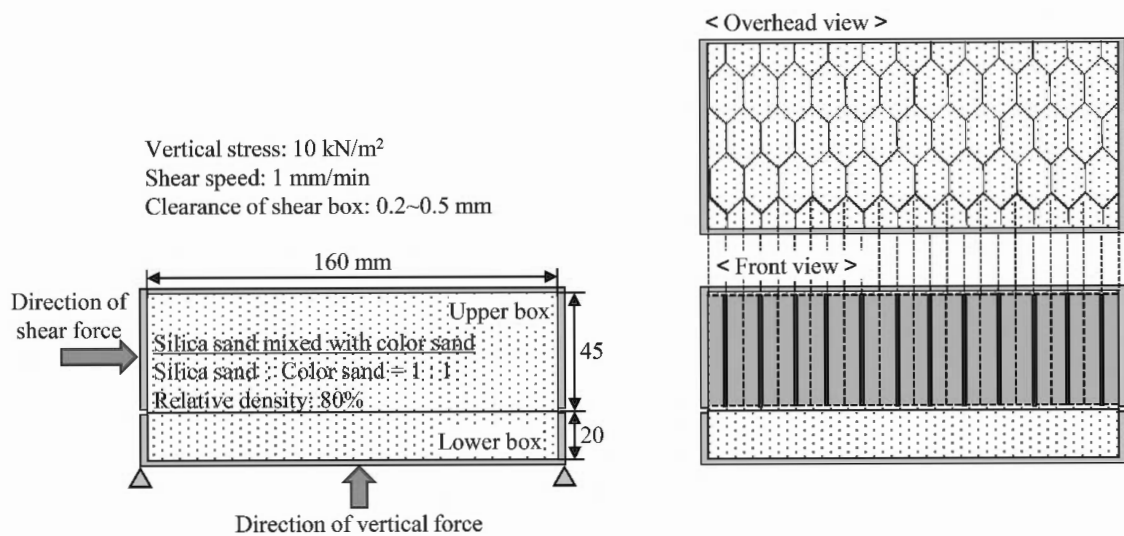 Vertical stress: 10 kN/m²
Shear speed: 1 mm/min
Clearance of shear box: 0.2~0.5 mm
160 mm
Direction of
shear force
Upper box
Silica sand mixed with color sand
Silica sand : Color sand = 1 : 1
Relative density: 80%
45
Lower box
20
Direction of vertical force
< Overhead view >
< Front view >